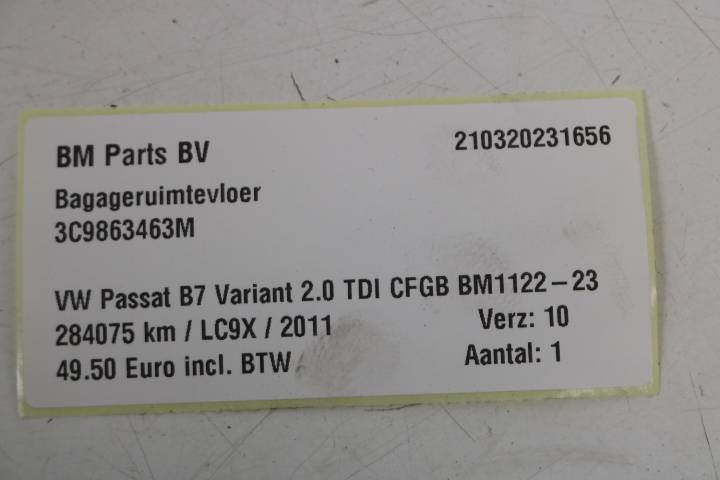 BM Parts BV 210320231656
Bagageruimtevloer
3C9863463M
VW Passat B7 Variant 2.0 TDI CFGB BM1122-23
284075 km / LC9X / 2011 Verz: 10
49.50 Euro incl. BTW Aantal: 1